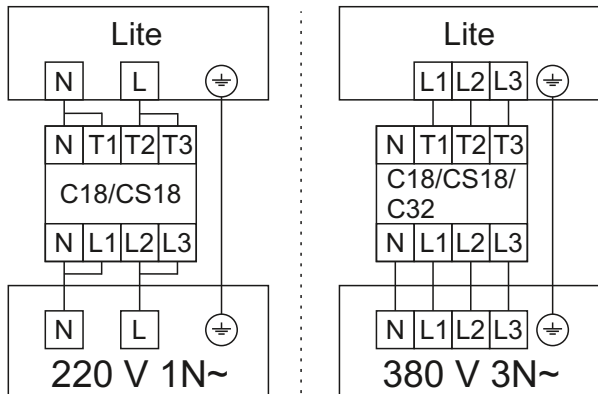 Lite
N L
N T1 T2 T3
C18/CS18
N L1 L2 L3
N L
220 V 1N~
Lite
L1 L2 L3
N T1 T2 T3
C18/CS18/
C32
N L1 L2 L3
N L1 L2 L3
380 V 3N~